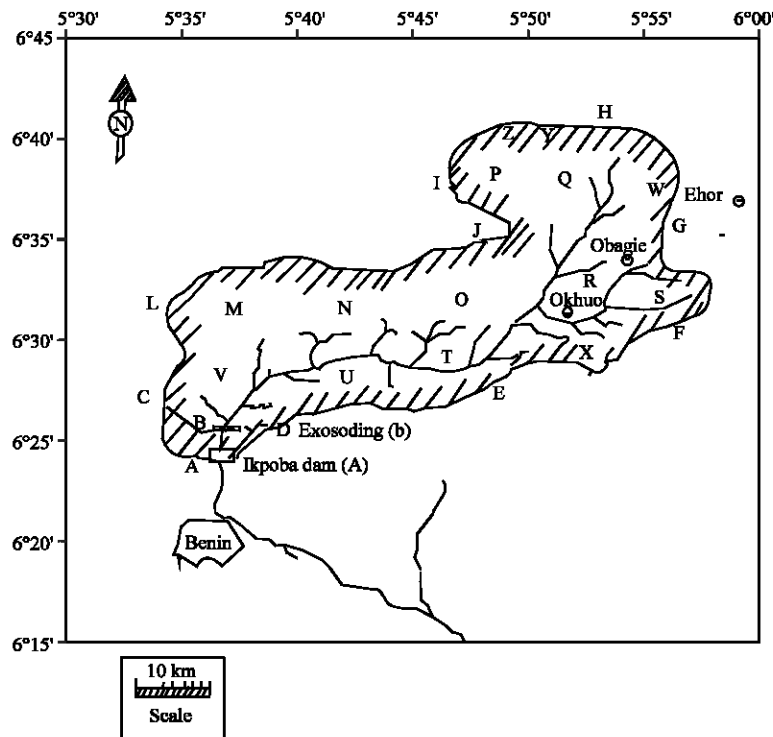 5°30' 5°35' 5°40' 5°45' 5°50' 5°55' 6°00'
6°45'
N
H
Z Y
6°40'
I P Q W Ehor
G
J
6°35'
Obagie
R
L M N O Okhuo S
6°30'
F
T X
V U
C E
B D Exosoding (b)
6°25'
A Ikpoba dam (A)
6°20'
Benin
6°15'
10 km
Scale